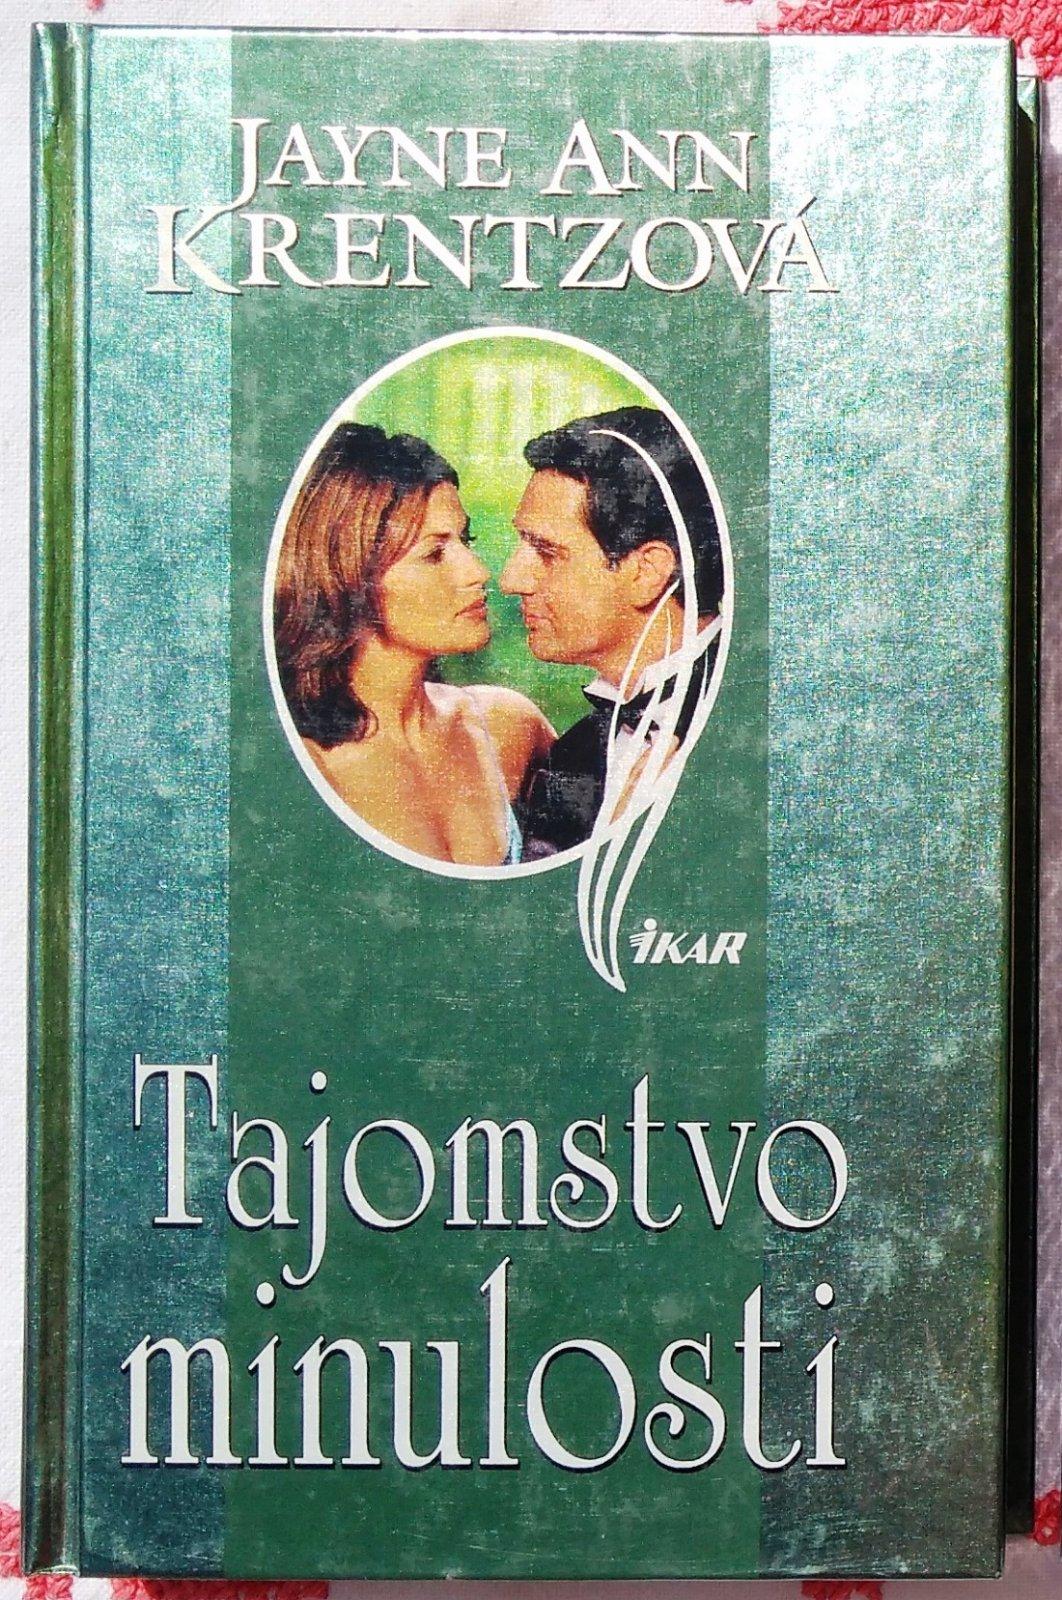 JAYNE ANN
KRENTZOVÁ
IKAR
Tajomstvo
minulosti